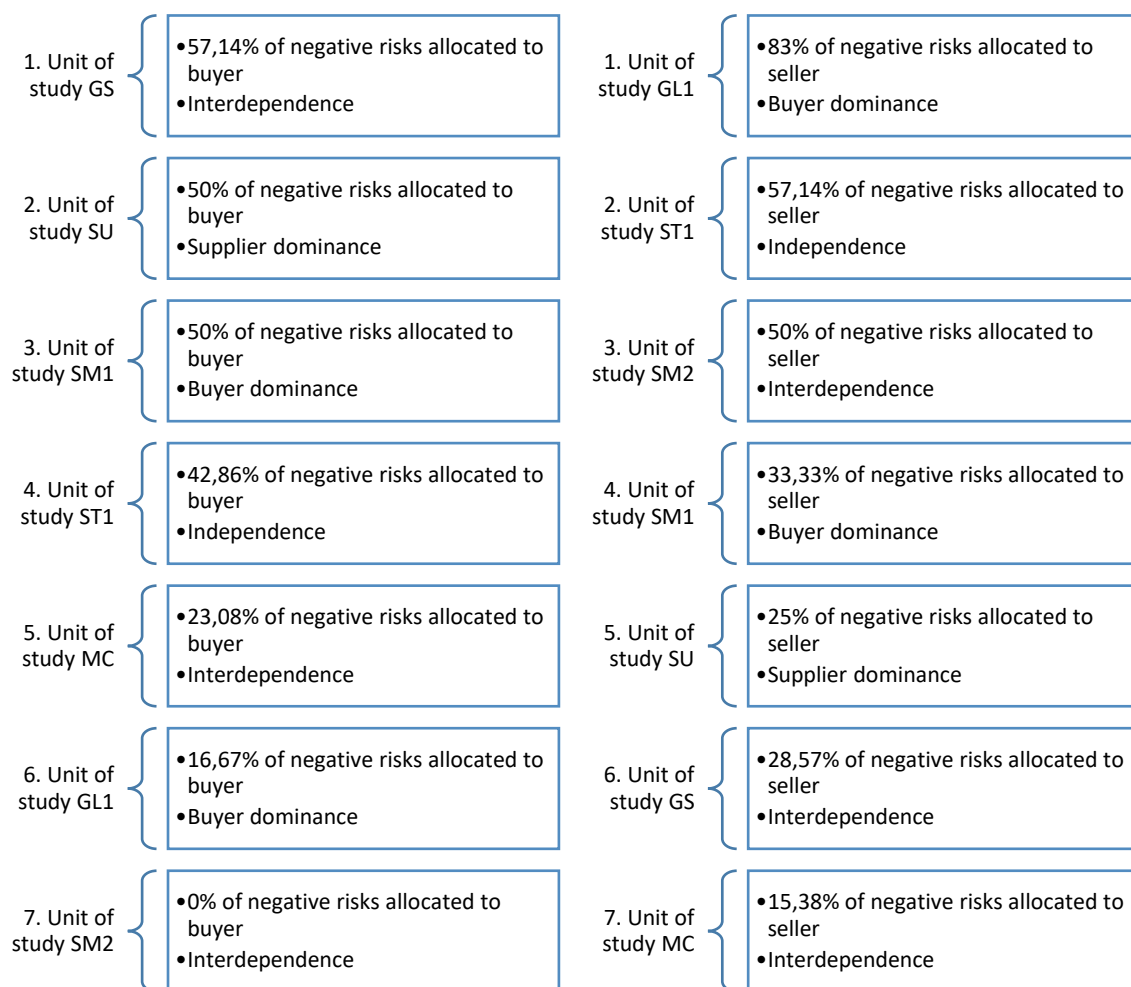 1. Unit of
study GS
•57,14% of negative risks allocated to
buyer
•Interdependence
1. Unit of
study GL1
•83% of negative risks allocated to
seller
•Buyer dominance
2. Unit of
study SU
•50% of negative risks allocated to
buyer
•Supplier dominance
2. Unit of
study ST1
•57,14% of negative risks allocated to
seller
•Independence
3. Unit of
study SM1
•50% of negative risks allocated to
buyer
•Buyer dominance
3. Unit of
study SM2
•50% of negative risks allocated to
seller
•Interdependence
4. Unit of
study ST1
•42,86% of negative risks allocated to
buyer
•Independence
4. Unit of
study SM1
•33,33% of negative risks allocated to
seller
•Buyer dominance
5. Unit of
study MC
•23,08% of negative risks allocated to
buyer
•Interdependence
5. Unit of
study SU
•25% of negative risks allocated to
seller
•Supplier dominance
6. Unit of
study GL1
•16,67% of negative risks allocated to
buyer
•Buyer dominance
6. Unit of
study GS
•28,57% of negative risks allocated to
seller
•Interdependence
7. Unit of
study SM2
•0% of negative risks allocated to
buyer
•Interdependence
7. Unit of
study MC
•15,38% of negative risks allocated to
seller
•Interdependence